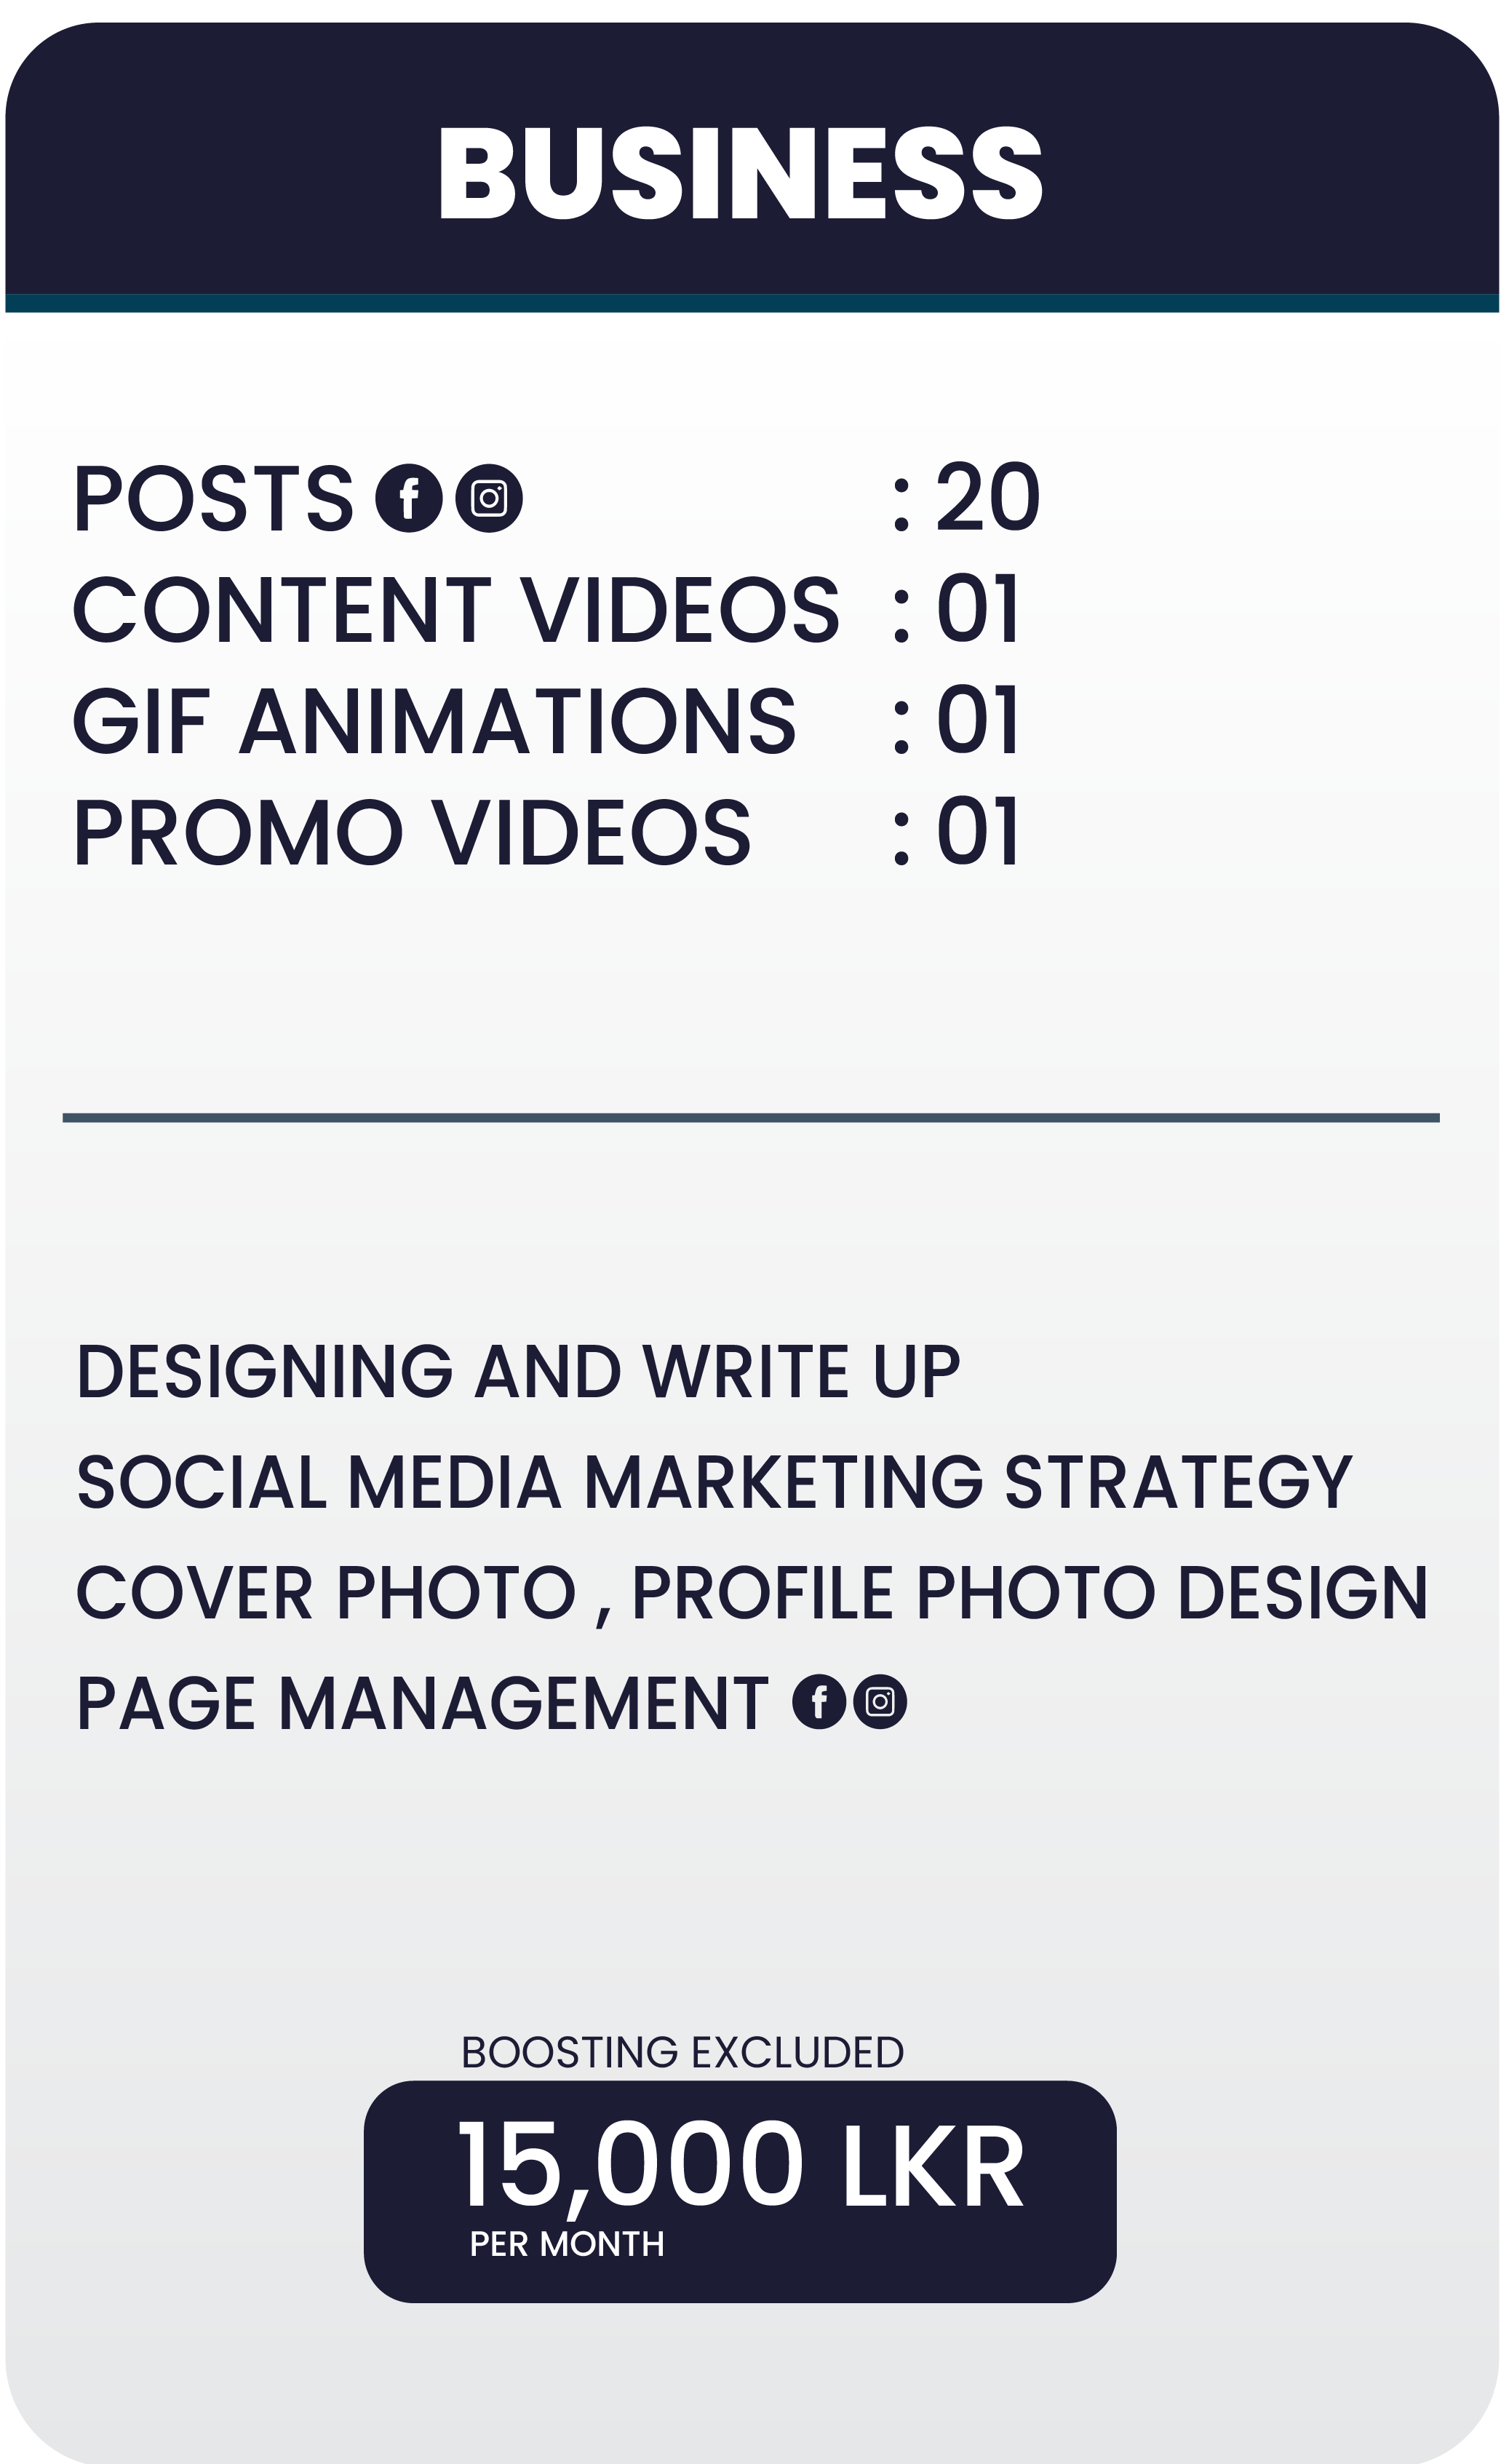 BUSINESS
POSTS : 20
CONTENT VIDEOS : 01
GIF ANIMATIONS : 01
PROMO VIDEOS : 01
DESIGNING AND WRITE UP
SOCIAL MEDIA MARKETING STRATEGY
COVER PHOTO , PROFILE PHOTO DESIGN
PAGE MANAGEMENT
BOOSTING EXCLUDED
15,000 LKR
PER MONTH